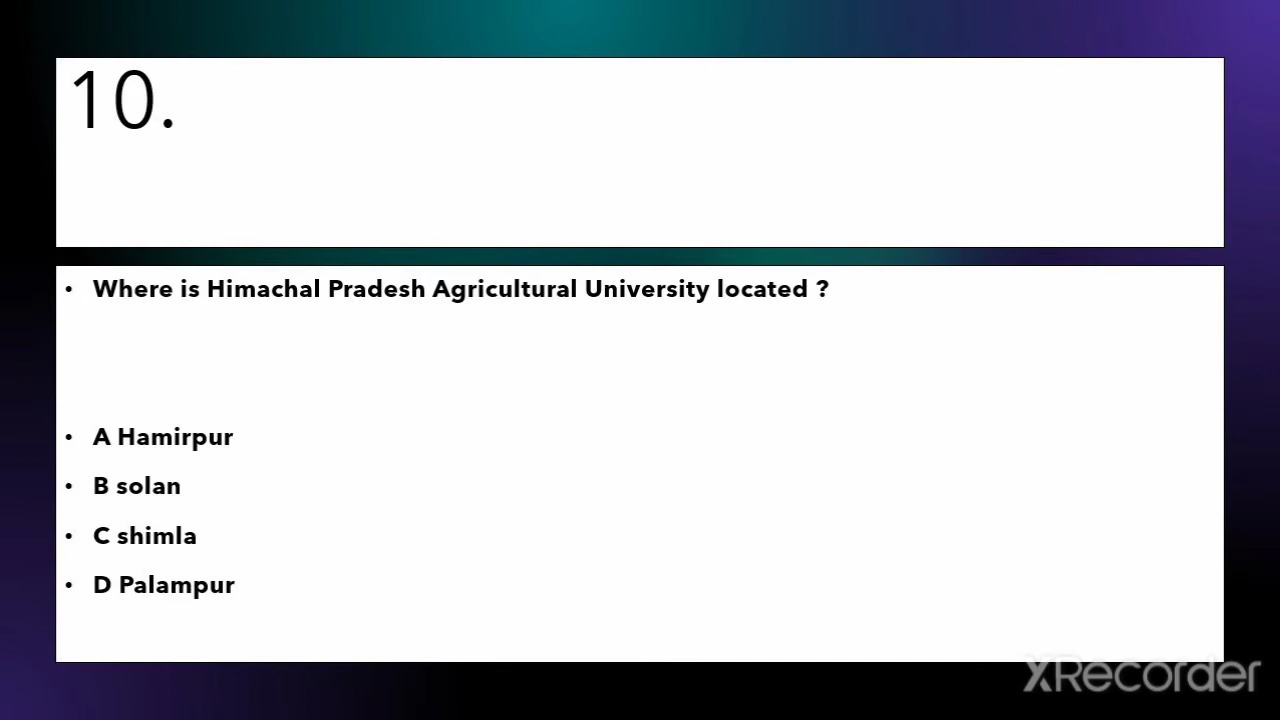 10.
• Where is Himachal Pradesh Agricultural University located ?
• A Hamirpur
• B solan
• C shimla
• D Palampur
XRecorder